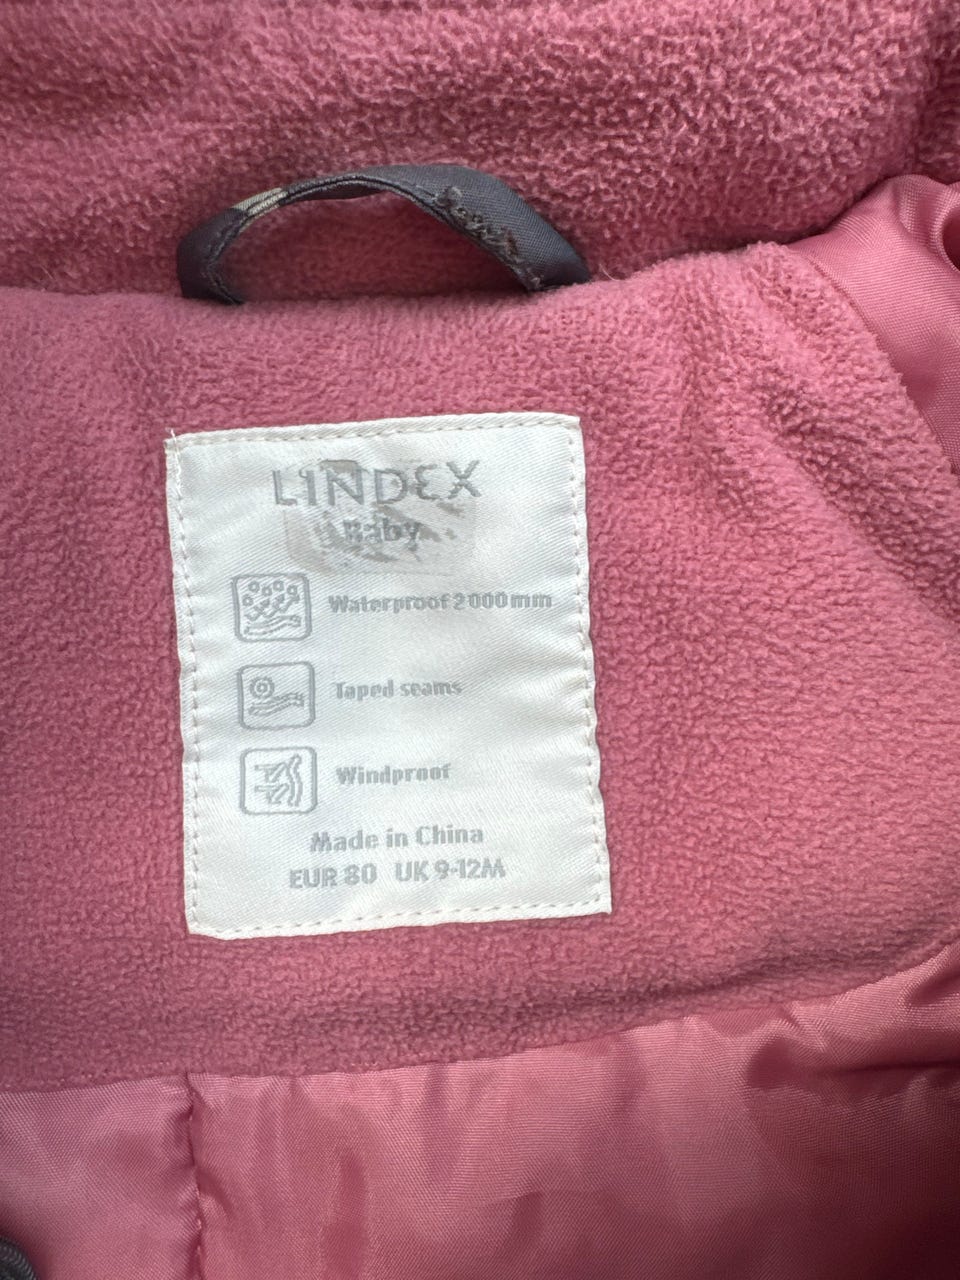 LINDEX
Baby
Waterproof 2 000 mm
Taped seams
Windproof
Made in China
EUR 80 UK 9-12M